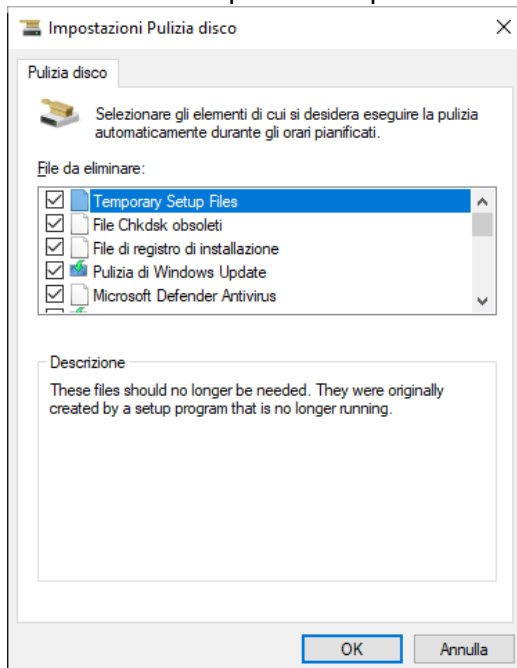 Impostazioni Pulizia disco
Pulizia disco
Selezionare gli elementi di cui si desidera eseguire la pulizia
automaticamente durante gli orari pianificati.
File da eliminare:
Temporary Setup Files
File Chkdsk obsoleti
File di registro di installazione
Pulizia di Windows Update
Microsoft Defender Antivirus
Descrizione
These files should no longer be needed. They were originally
created by a setup program that is no longer running.
OK
Annulla